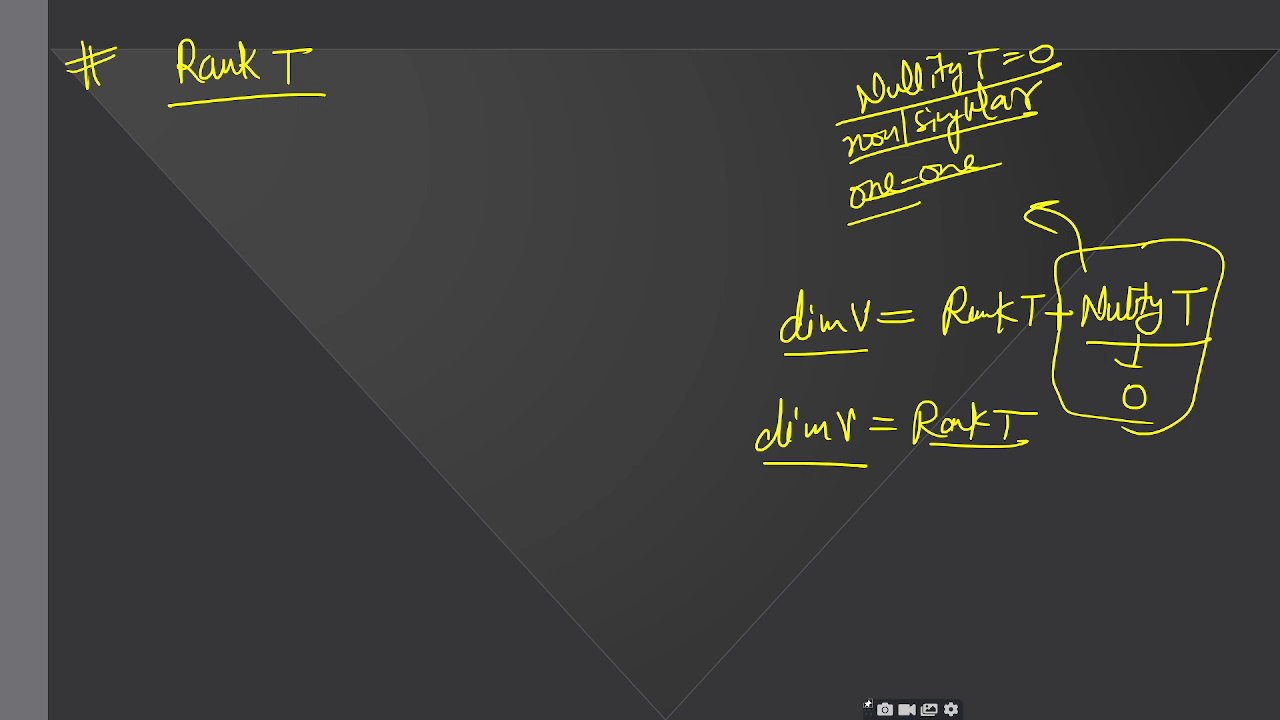 # Rank T
Nullity T = 0
non singular
one-one
dim V = Rank T + Nullity T
↓
0
dim V = Rank T